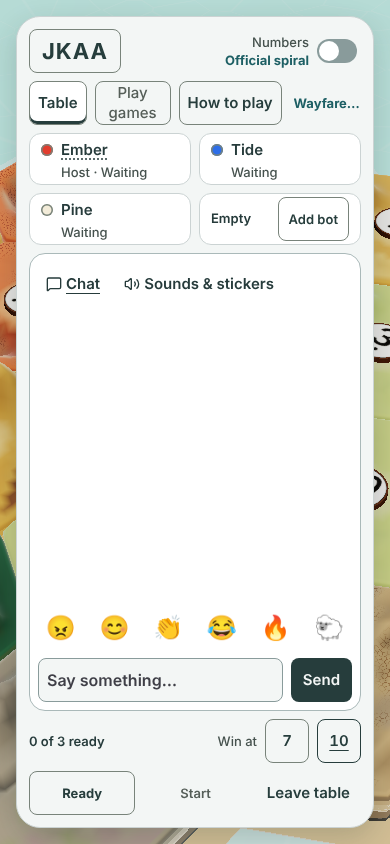 JKAA
Numbers
Official spiral
Table
Play games
How to play
Wayfare...
Ember
Host · Waiting
Tide
Waiting
Pine
Waiting
Empty
Add bot
Chat
Sounds & stickers
Say something...
Send
0 of 3 ready
Win at
7
10
Ready
Start
Leave table